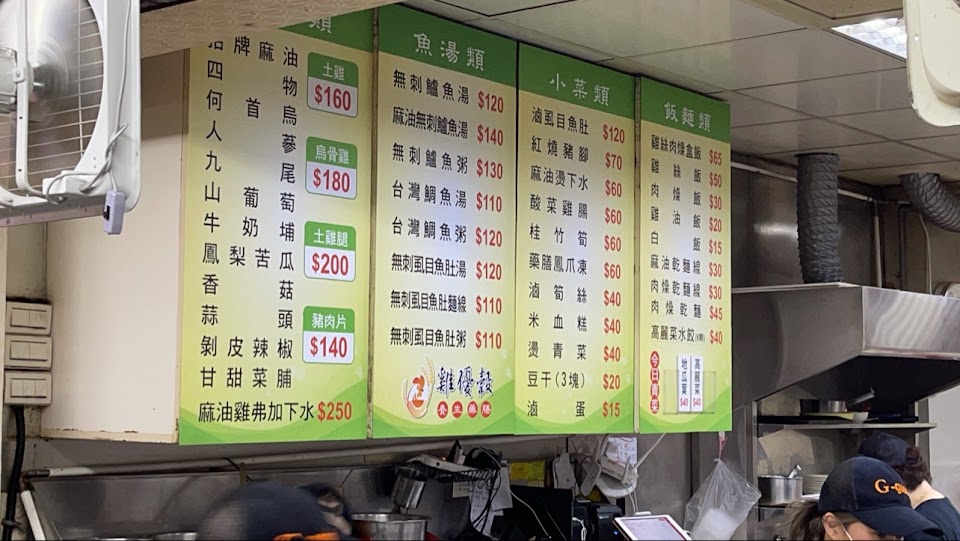 類
招牌麻油
四物
何首烏
人蔘
九尾
山葡萄
牛奶埔
鳳梨苦瓜
香菇
蒜頭
剝皮辣椒
甘甜菜脯
麻油雞弗加下水 $250
土雞
$160
烏骨雞
$180
土雞腿
$200
豬肉片
$140
魚湯類
無刺鱸魚湯 $120
麻油無刺鱸魚湯 $140
無刺鱸魚粥 $130
台灣鯛魚湯 $110
台灣鯛魚粥 $120
無刺虱目魚肚湯 $120
無刺虱目魚肚麵線 $110
無刺虱目魚肚粥 $110
雞優穀
養生藥膳
小菜類
滷虱目魚肚 $120
紅燒豬腳 $70
麻油燙下水 $60
酸菜雞腸 $60
桂竹筍 $60
藥膳鳳爪凍 $60
滷筍絲 $40
米血糕 $40
燙青菜 $40
豆干(3塊) $20
滷蛋 $15
飯麵類
雞絲肉燥盒飯 $65
雞絲飯 $50
肉燥飯 $30
雞油飯 $20
白飯 $15
麻油乾麵線 $30
肉燥乾麵線 $30
肉燥乾麵 $45
高麗菜水餃 $40
今日青菜
地瓜葉 $40
高麗菜 $40